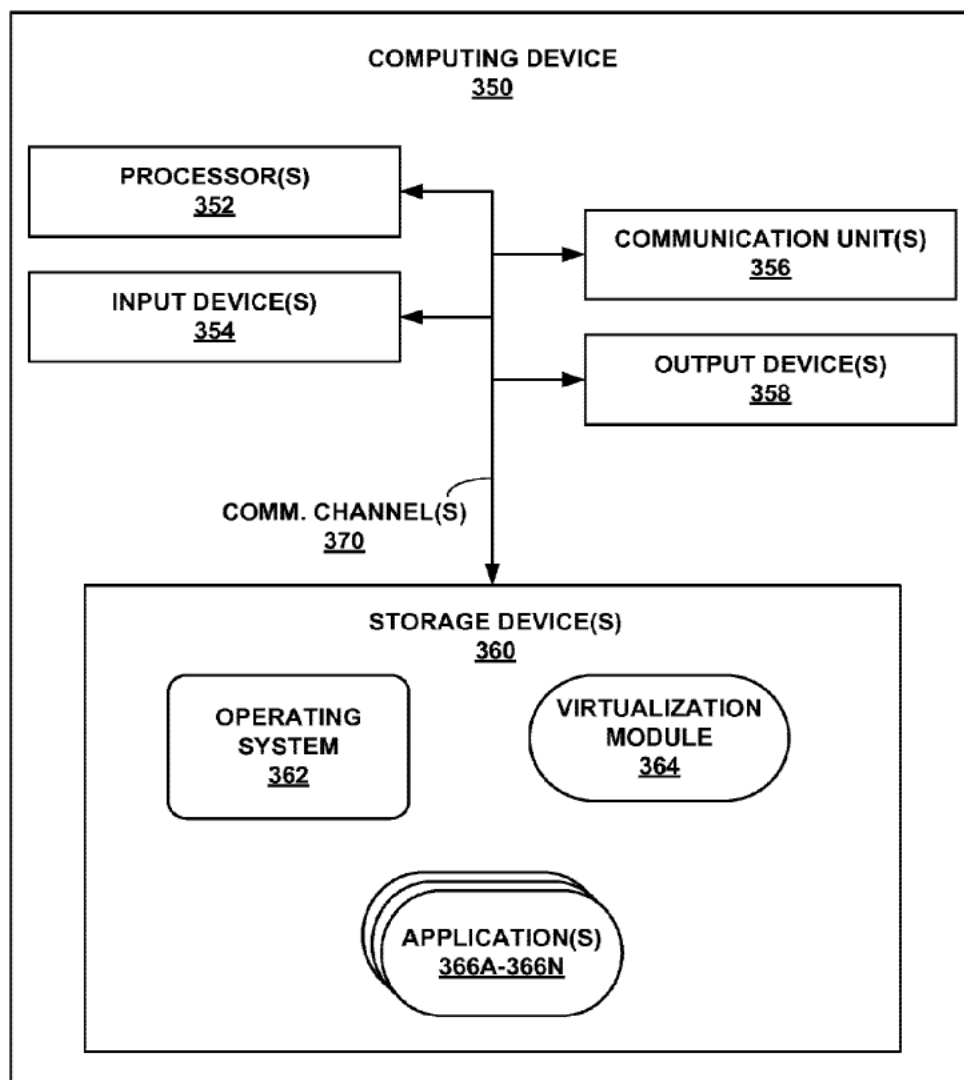 COMPUTING DEVICE
350
PROCESSOR(S)
352
COMMUNICATION UNIT(S)
356
INPUT DEVICE(S)
354
OUTPUT DEVICE(S)
358
COMM. CHANNEL(S)
370
STORAGE DEVICE(S)
360
OPERATING
SYSTEM
362
VIRTUALIZATION
MODULE
364
APPLICATION(S)
366A-366N